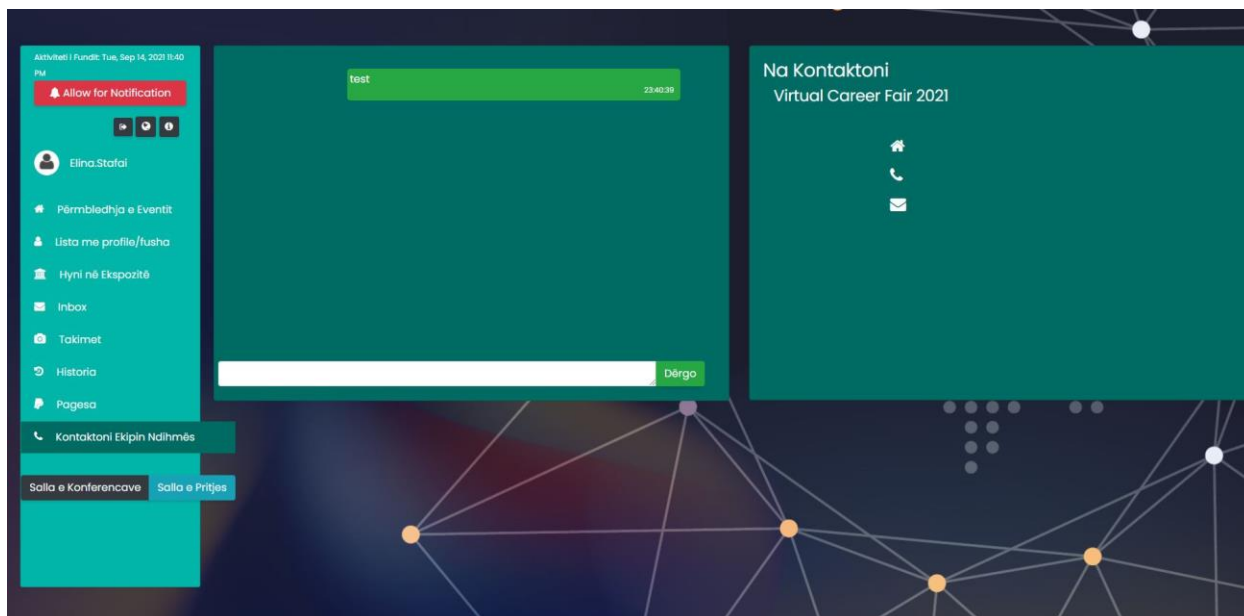 Aktiviteti i Fundit: Tue, Sep 14, 2021 11:40
PM
Allow for Notification
Elina.Stafai
Përmbledhja e Eventit
Lista me profile/fusha
Hyni në Ekspozitë
Inbox
Takimet
Historia
Pagesa
Kontaktoni Ekipin Ndihmës
Salla e Konferencave
Salla e Pritjes
test
23:40:39
Dërgo
Na Kontaktoni
Virtual Career Fair 2021